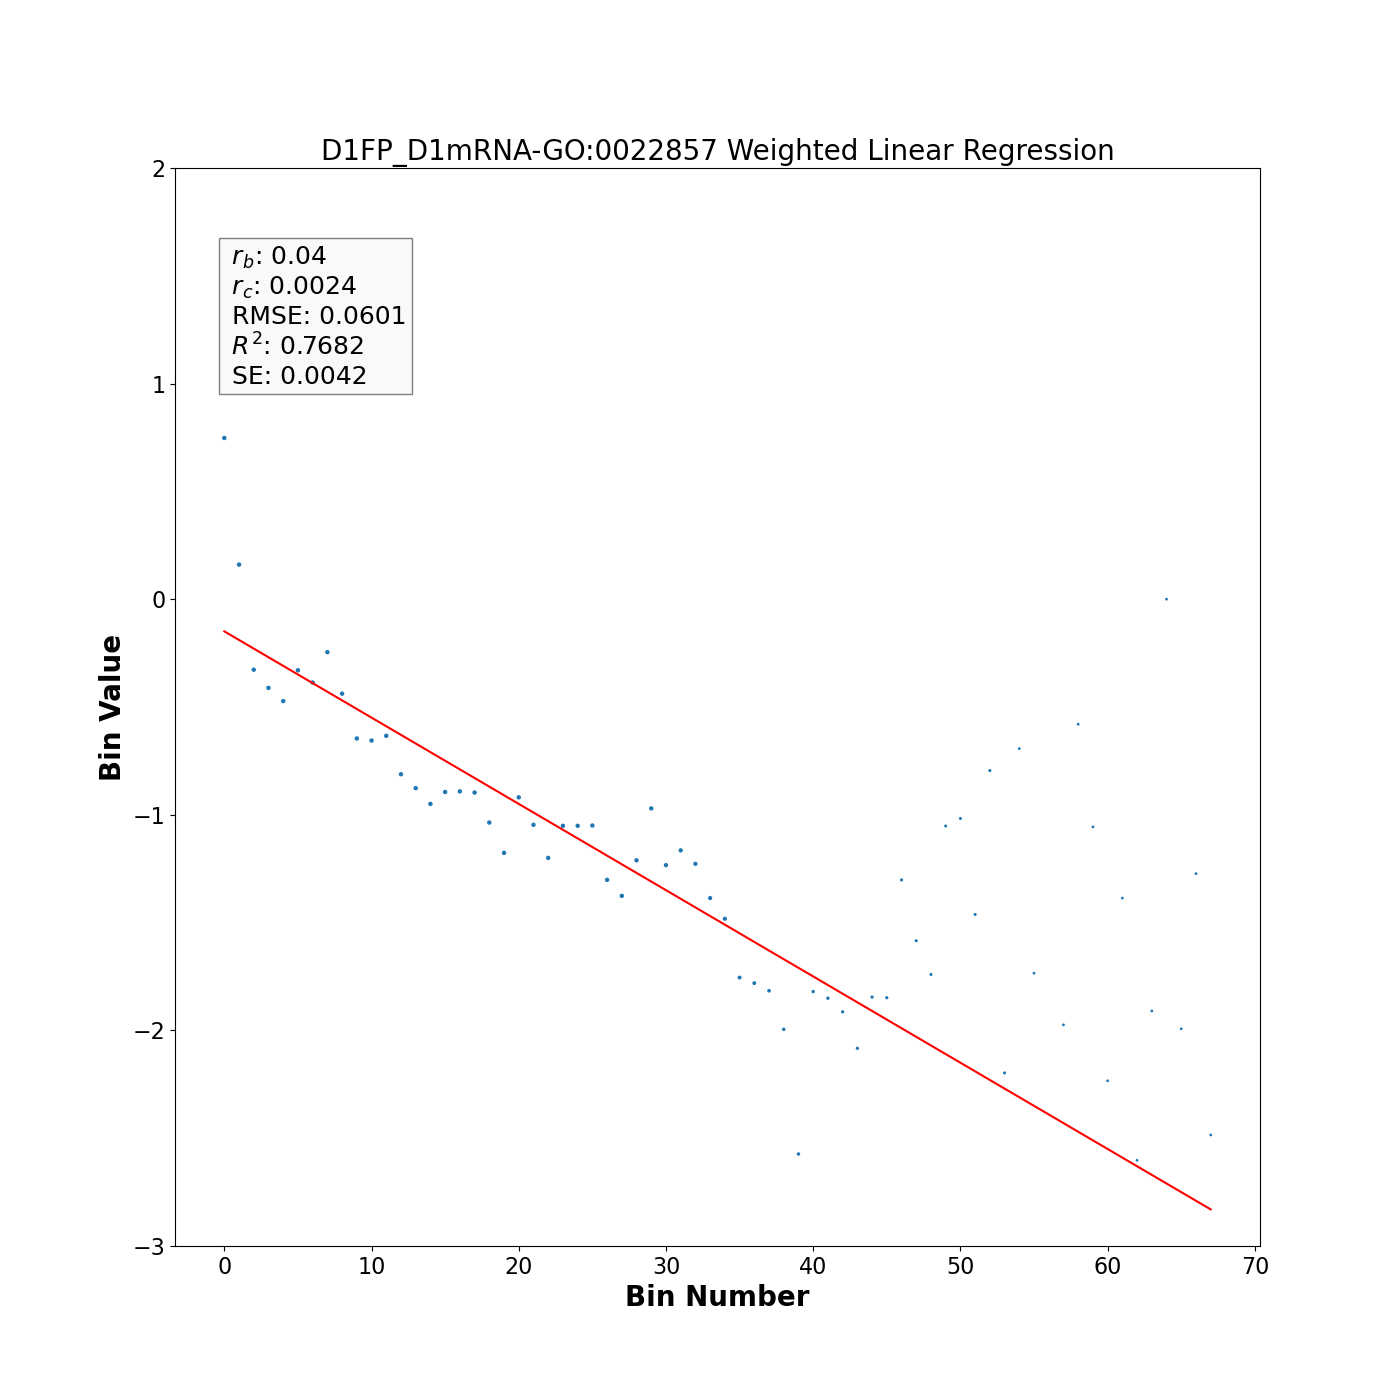 D1FP_D1mRNA-GO:0022857 Weighted Linear Regression
2
1
0
−1
−2
−3
r_b: 0.04
r_c: 0.0024
RMSE: 0.0601
R²: 0.7682
SE: 0.0042
Bin Value
0 10 20 30 40 50 60 70
Bin Number